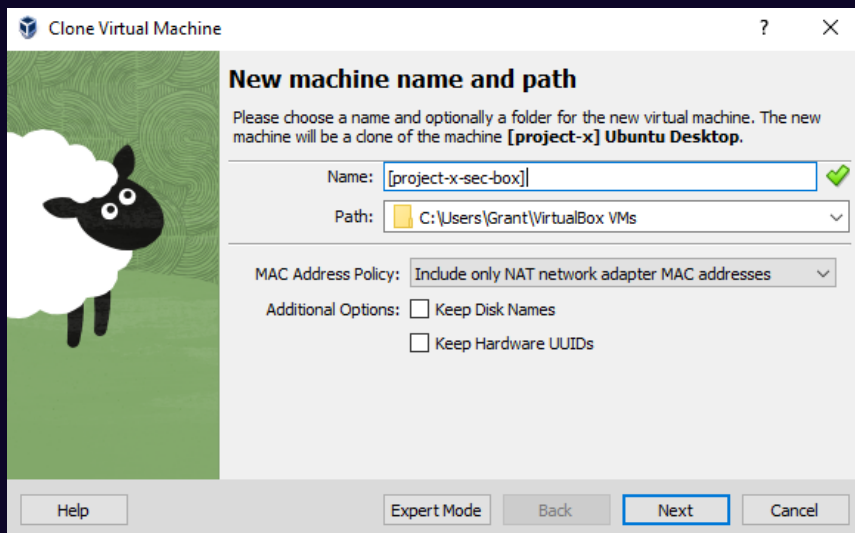 Clone Virtual Machine
?
New machine name and path
Please choose a name and optionally a folder for the new virtual machine. The new
machine will be a clone of the machine [project-x] Ubuntu Desktop.
Name: [project-x-sec-box]
Path: C:\Users\Grant\VirtualBox VMs
MAC Address Policy: Include only NAT network adapter MAC addresses
Additional Options: Keep Disk Names
Keep Hardware UUIDs
Help Expert Mode Back Next Cancel